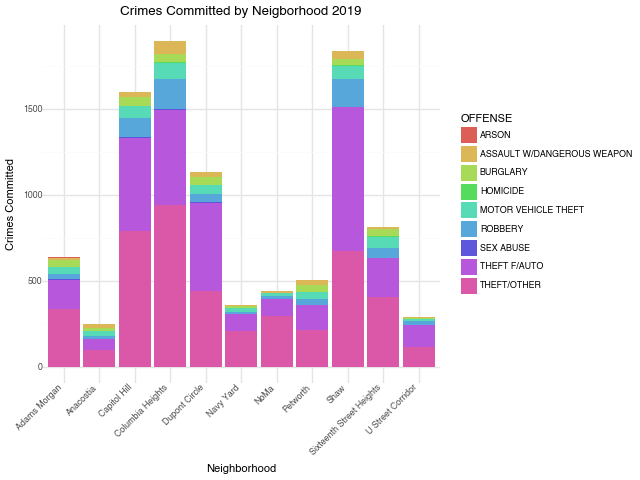 Crimes Committed by Neigborhood 2019
Crimes Committed
1500
1000
500
0
Adams Morgan
Anacostia
Capitol Hill
Columbia Heights
Dupont Circle
Navy Yard
NoMa
Petworth
Shaw
Sixteenth Street Heights
U Street Corridor
Neighborhood
OFFENSE
ARSON
ASSAULT W/DANGEROUS WEAPON
BURGLARY
HOMICIDE
MOTOR VEHICLE THEFT
ROBBERY
SEX ABUSE
THEFT F/AUTO
THEFT/OTHER